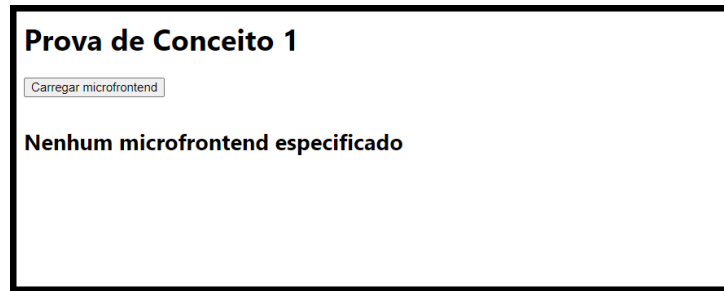 Prova de Conceito 1
Carregar microfrontend
Nenhum microfrontend especificado